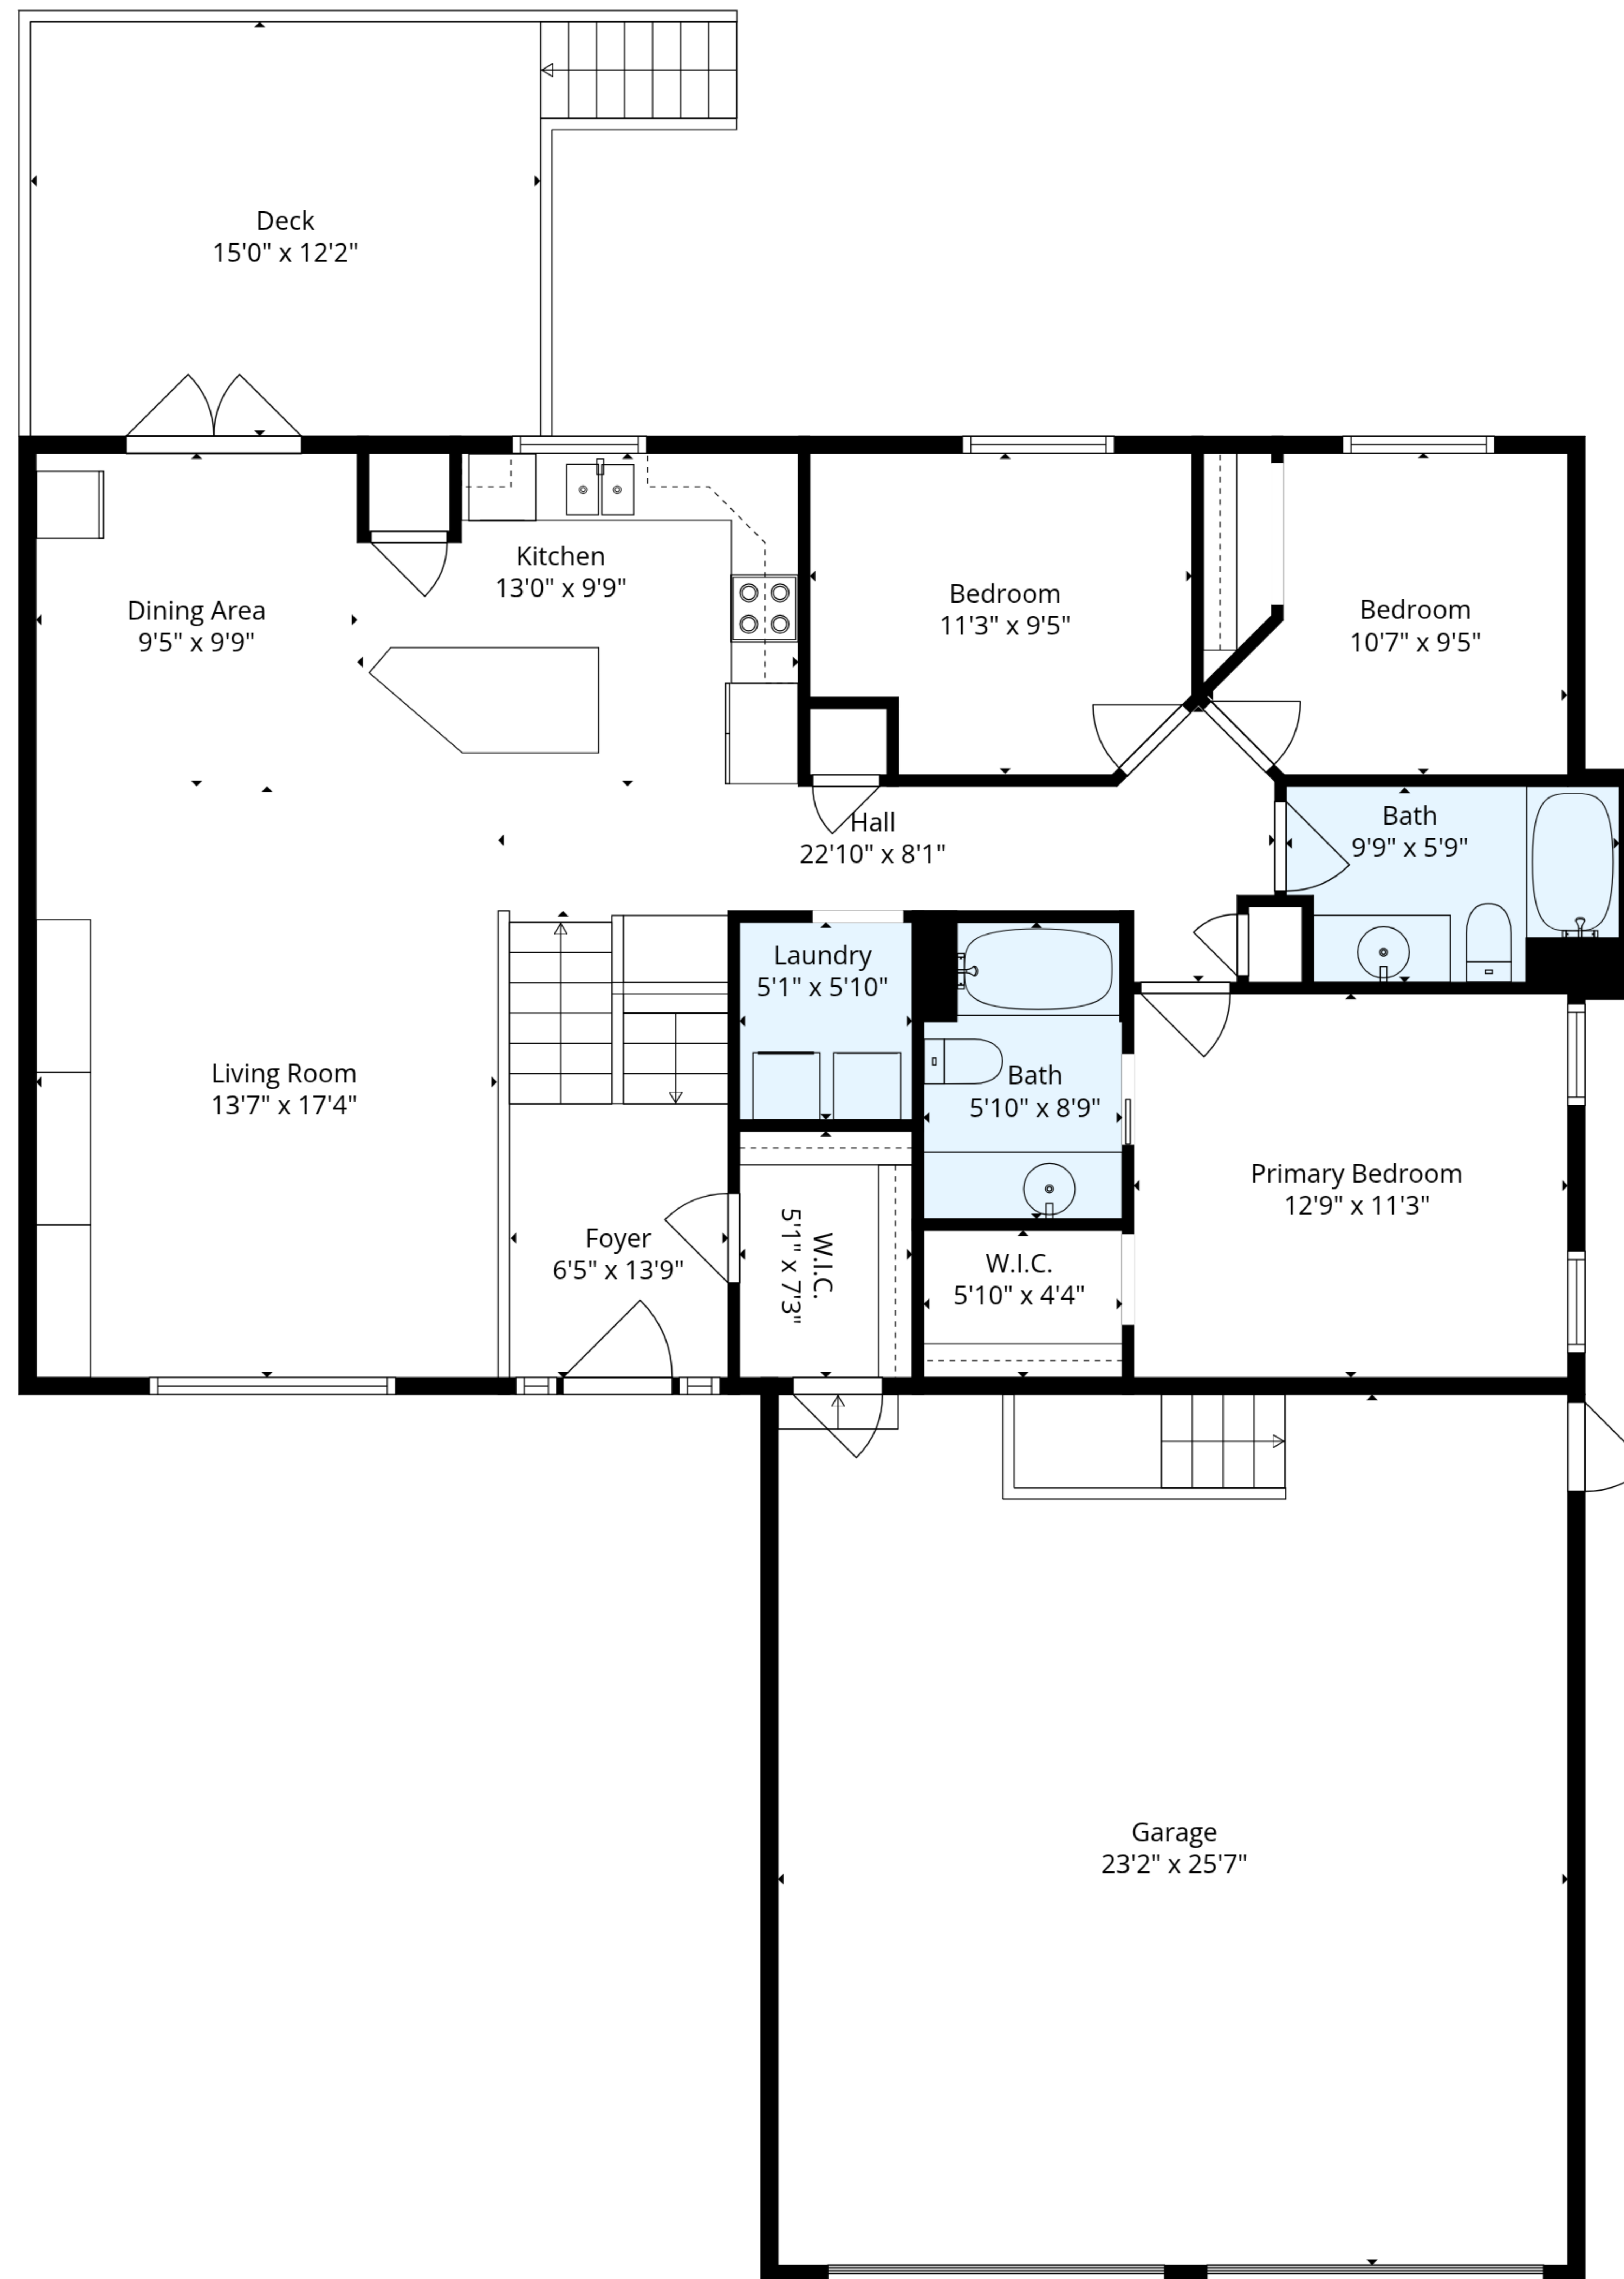 Deck
15'0" x 12'2"
Kitchen
13'0" x 9'9"
Dining Area
9'5" x 9'9"
Bedroom
11'3" x 9'5"
Bedroom
10'7" x 9'5"
Hall
22'10" x 8'1"
Bath
9'9" x 5'9"
Laundry
5'1" x 5'10"
Living Room
13'7" x 17'4"
Bath
5'10" x 8'9"
Primary Bedroom
12'9" x 11'3"
Foyer
6'5" x 13'9"
W.I.C.
5'1" x 7'3"
W.I.C.
5'10" x 4'4"
Garage
23'2" x 25'7"